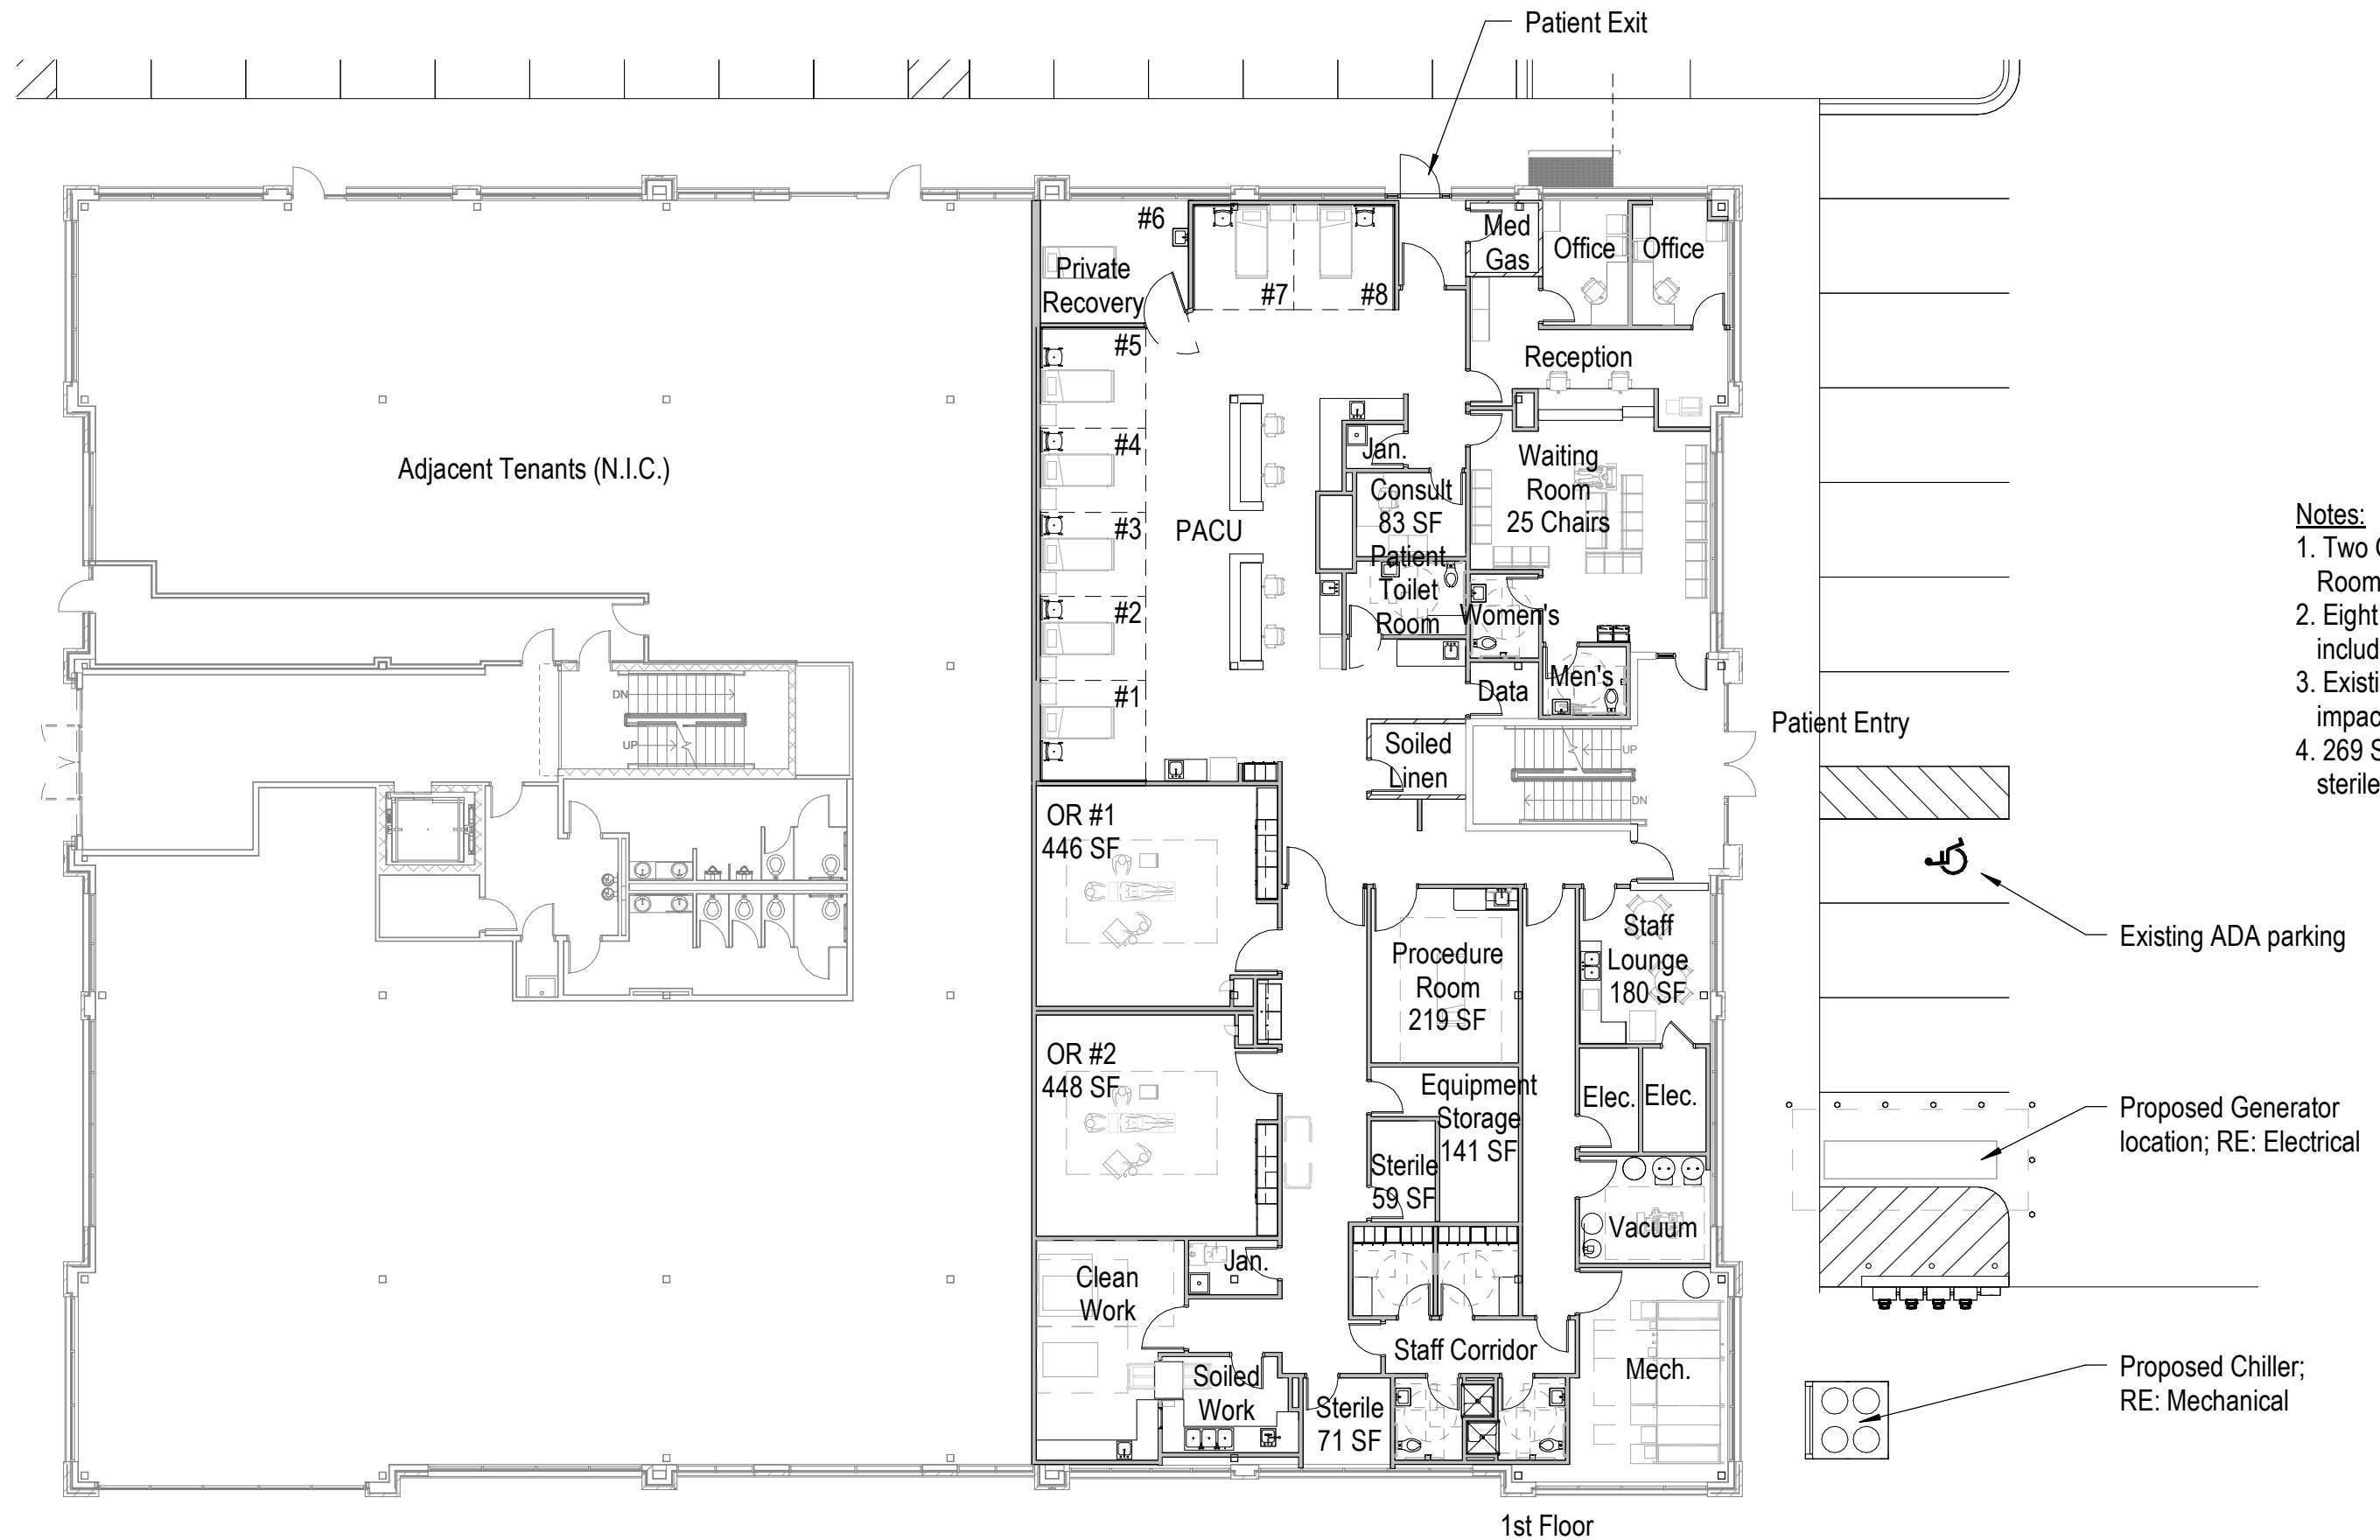 Patient Exit
#6
Private
Recovery
#7
#8
Med
Gas
Office
Office
Reception
#5
#4
#3
#2
#1
PACU
Jan.
Consult
83 SF
Patient
Toilet
Room
Waiting
Room
25 Chairs
Women's
Men's
Data
Soiled
Linen
UP
DN
Patient Entry
Adjacent Tenants (N.I.C.)
DN
UP
Notes:
1. Two
Room
2. Eight
includ
3. Existi
impac
4. 269 S
sterile
OR #1
446 SF
OR #2
448 SF
Procedure
Room
219 SF
Staff
Lounge
180 SF
Equipment
Storage
141 SF
Sterile
59 SF
Elec.
Elec.
Vacuum
Jan.
Clean
Work
Soiled
Work
Sterile
71 SF
Staff Corridor
Mech.
Existing ADA parking
Proposed Generator
location; RE: Electrical
Proposed Chiller;
RE: Mechanical
1st Floor